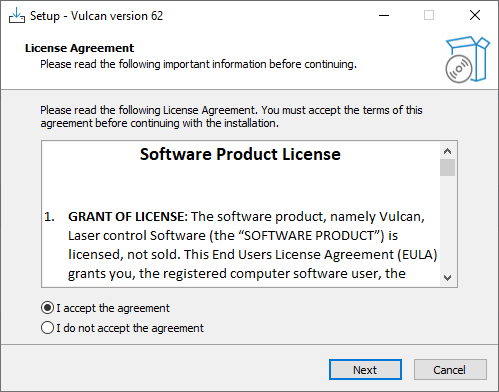 Setup - Vulcan version 62
License Agreement
Please read the following important information before continuing.
Please read the following License Agreement. You must accept the terms of this
agreement before continuing with the installation.
Software Product License
1. GRANT OF LICENSE: The software product, namely Vulcan,
Laser control Software (the “SOFTWARE PRODUCT”) is
licensed, not sold. This End Users License Agreement (EULA)
grants you, the registered computer software user, the
I accept the agreement
I do not accept the agreement
Next
Cancel